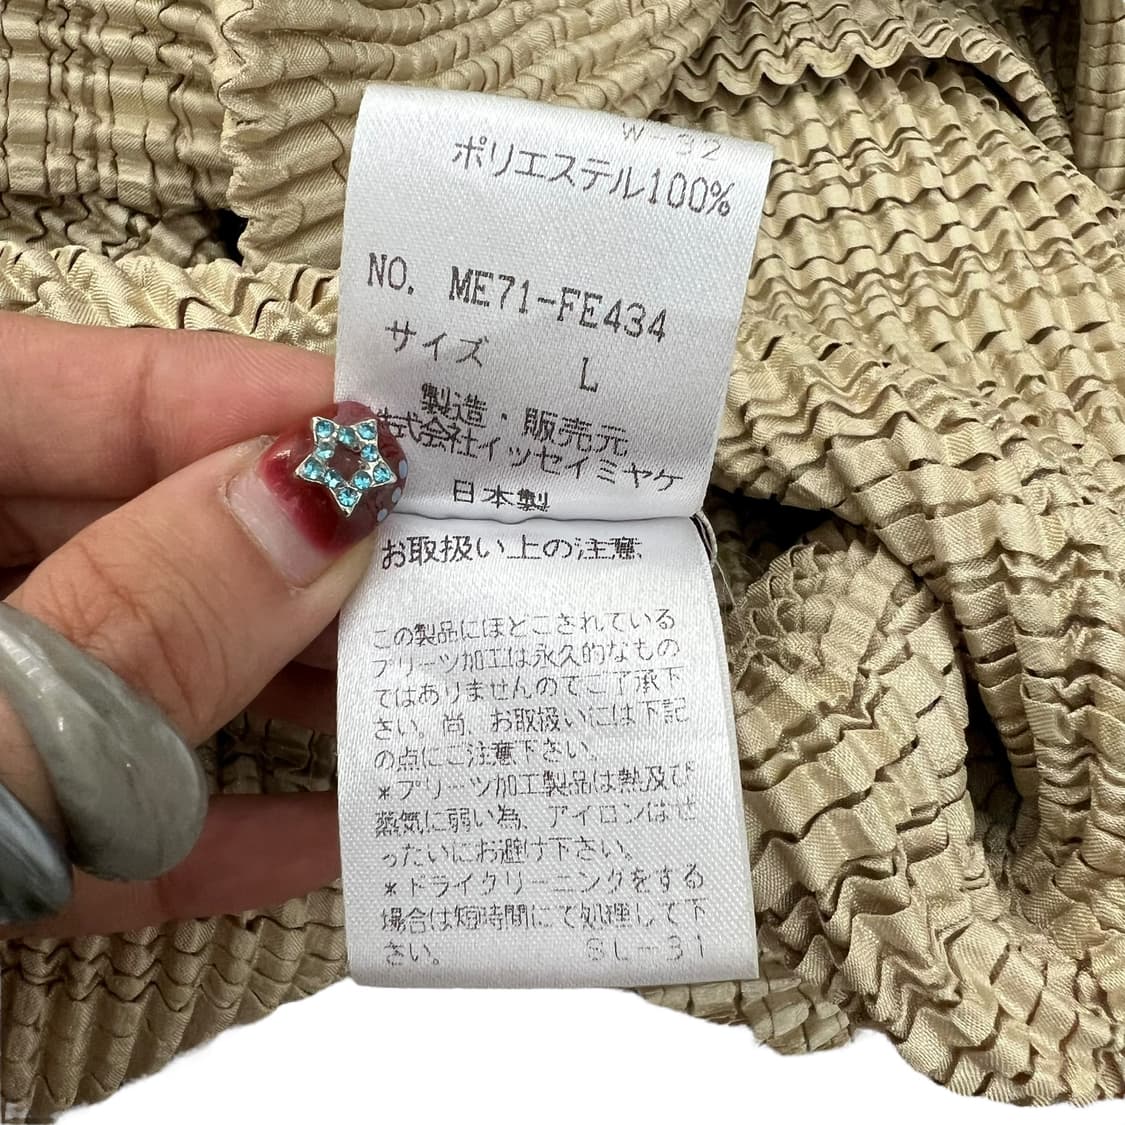 W-32
ポリエステル100%
NO. ME71-FE434
サイズ L
製造・販売元
株式会社イッセイミヤケ
日本製
お取扱い上の注意
この製品にほどこされている
プリーツ加工は永久的なもの
ではありませんのでご了承下
さい。尚、お取扱いには下記
の点にご注意下さい。
*プリーツ加工製品は熱及び
蒸気に弱い為、アイロンはぜ
ったいにお避け下さい。
*ドライクリーニングをする
場合は短時間にて処理して下
さい。 SL-31